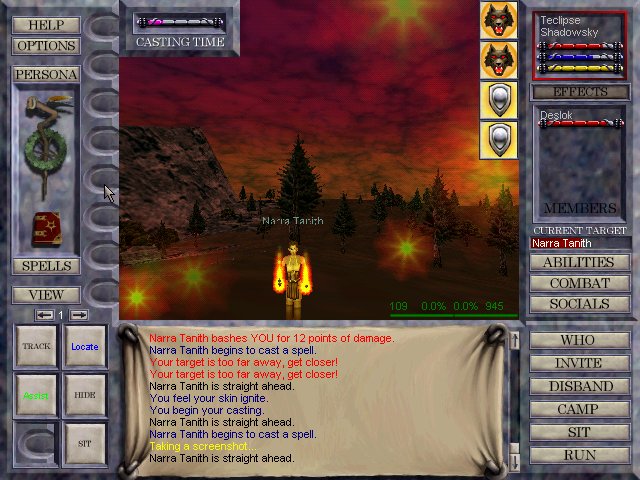 HELP
OPTIONS
PERSONA
SPELLS
VIEW
1
TRACK
Locate
Assist
HIDE
SIT
CASTING TIME
Narra Tanith
109 0.0% 0.0% 945
Narra Tanith bashes YOU for 12 points of damage.
Narra Tanith begins to cast a spell.
Your target is too far away, get closer!
Your target is too far away, get closer!
Narra Tanith is straight ahead.
You feel your skin ignite.
You begin your casting.
Narra Tanith is straight ahead.
Narra Tanith begins to cast a spell.
Taking a screenshot...
Narra Tanith is straight ahead.
Teclipse
Shadowsky
EFFECTS
Deslok
MEMBERS
CURRENT TARGET
Narra Tanith
ABILITIES
COMBAT
SOCIALS
WHO
INVITE
DISBAND
CAMP
SIT
RUN